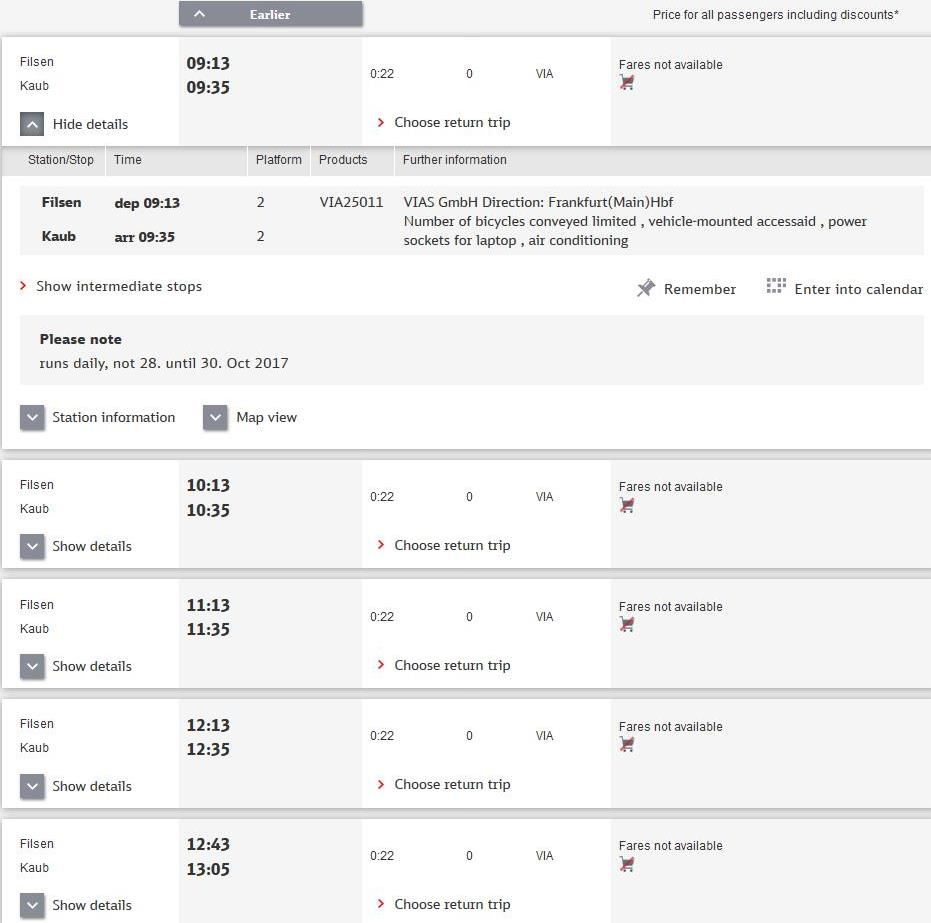 Earlier
Price for all passengers including discounts*
Filsen 09:13
Kaub 09:35
0:22 0 VIA
Fares not available
Hide details
Choose return trip
Station/Stop Time Platform Products Further information
Filsen dep 09:13 2 VIA25011 VIAS GmbH Direction: Frankfurt(Main)Hbf
Number of bicycles conveyed limited , vehicle-mounted accessaid , power
Kaub arr 09:35 2 sockets for laptop , air conditioning
Show intermediate stops
Remember Enter into calendar
Please note
runs daily, not 28. until 30. Oct 2017
Station information Map view
Filsen 10:13
Kaub 10:35
0:22 0 VIA
Fares not available
Show details
Choose return trip
Filsen 11:13
Kaub 11:35
0:22 0 VIA
Fares not available
Show details
Choose return trip
Filsen 12:13
Kaub 12:35
0:22 0 VIA
Fares not available
Show details
Choose return trip
Filsen 12:43
Kaub 13:05
0:22 0 VIA
Fares not available
Show details
Choose return trip